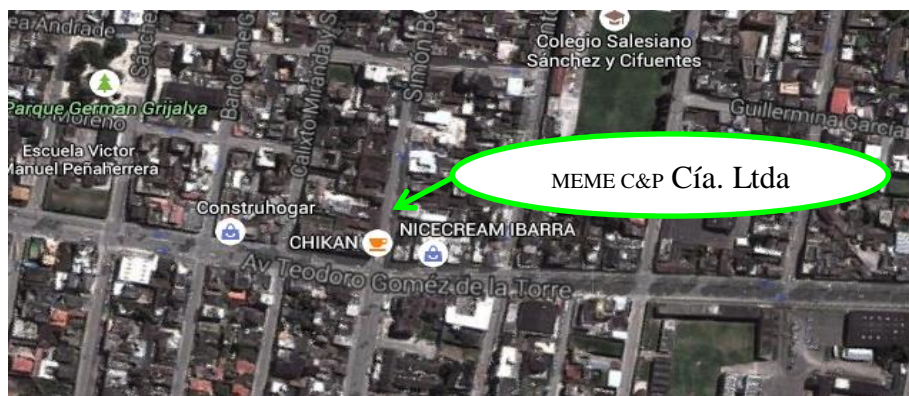 ea Andrade
Sánchez
Bartolome G
Calixto Miranda y S
Simon Bo
Colegio Salesiano
Sánchez y Cifuentes
Parque German Grijalva
Moreno
Guillermina Garcia
Escuela Victor
Manuel Peñaherrera
MEME C&P Cía. Ltda
Construhogar
CHIKAN
NICECREAM IBARRA
Av Teodoro Gomez de la Torre